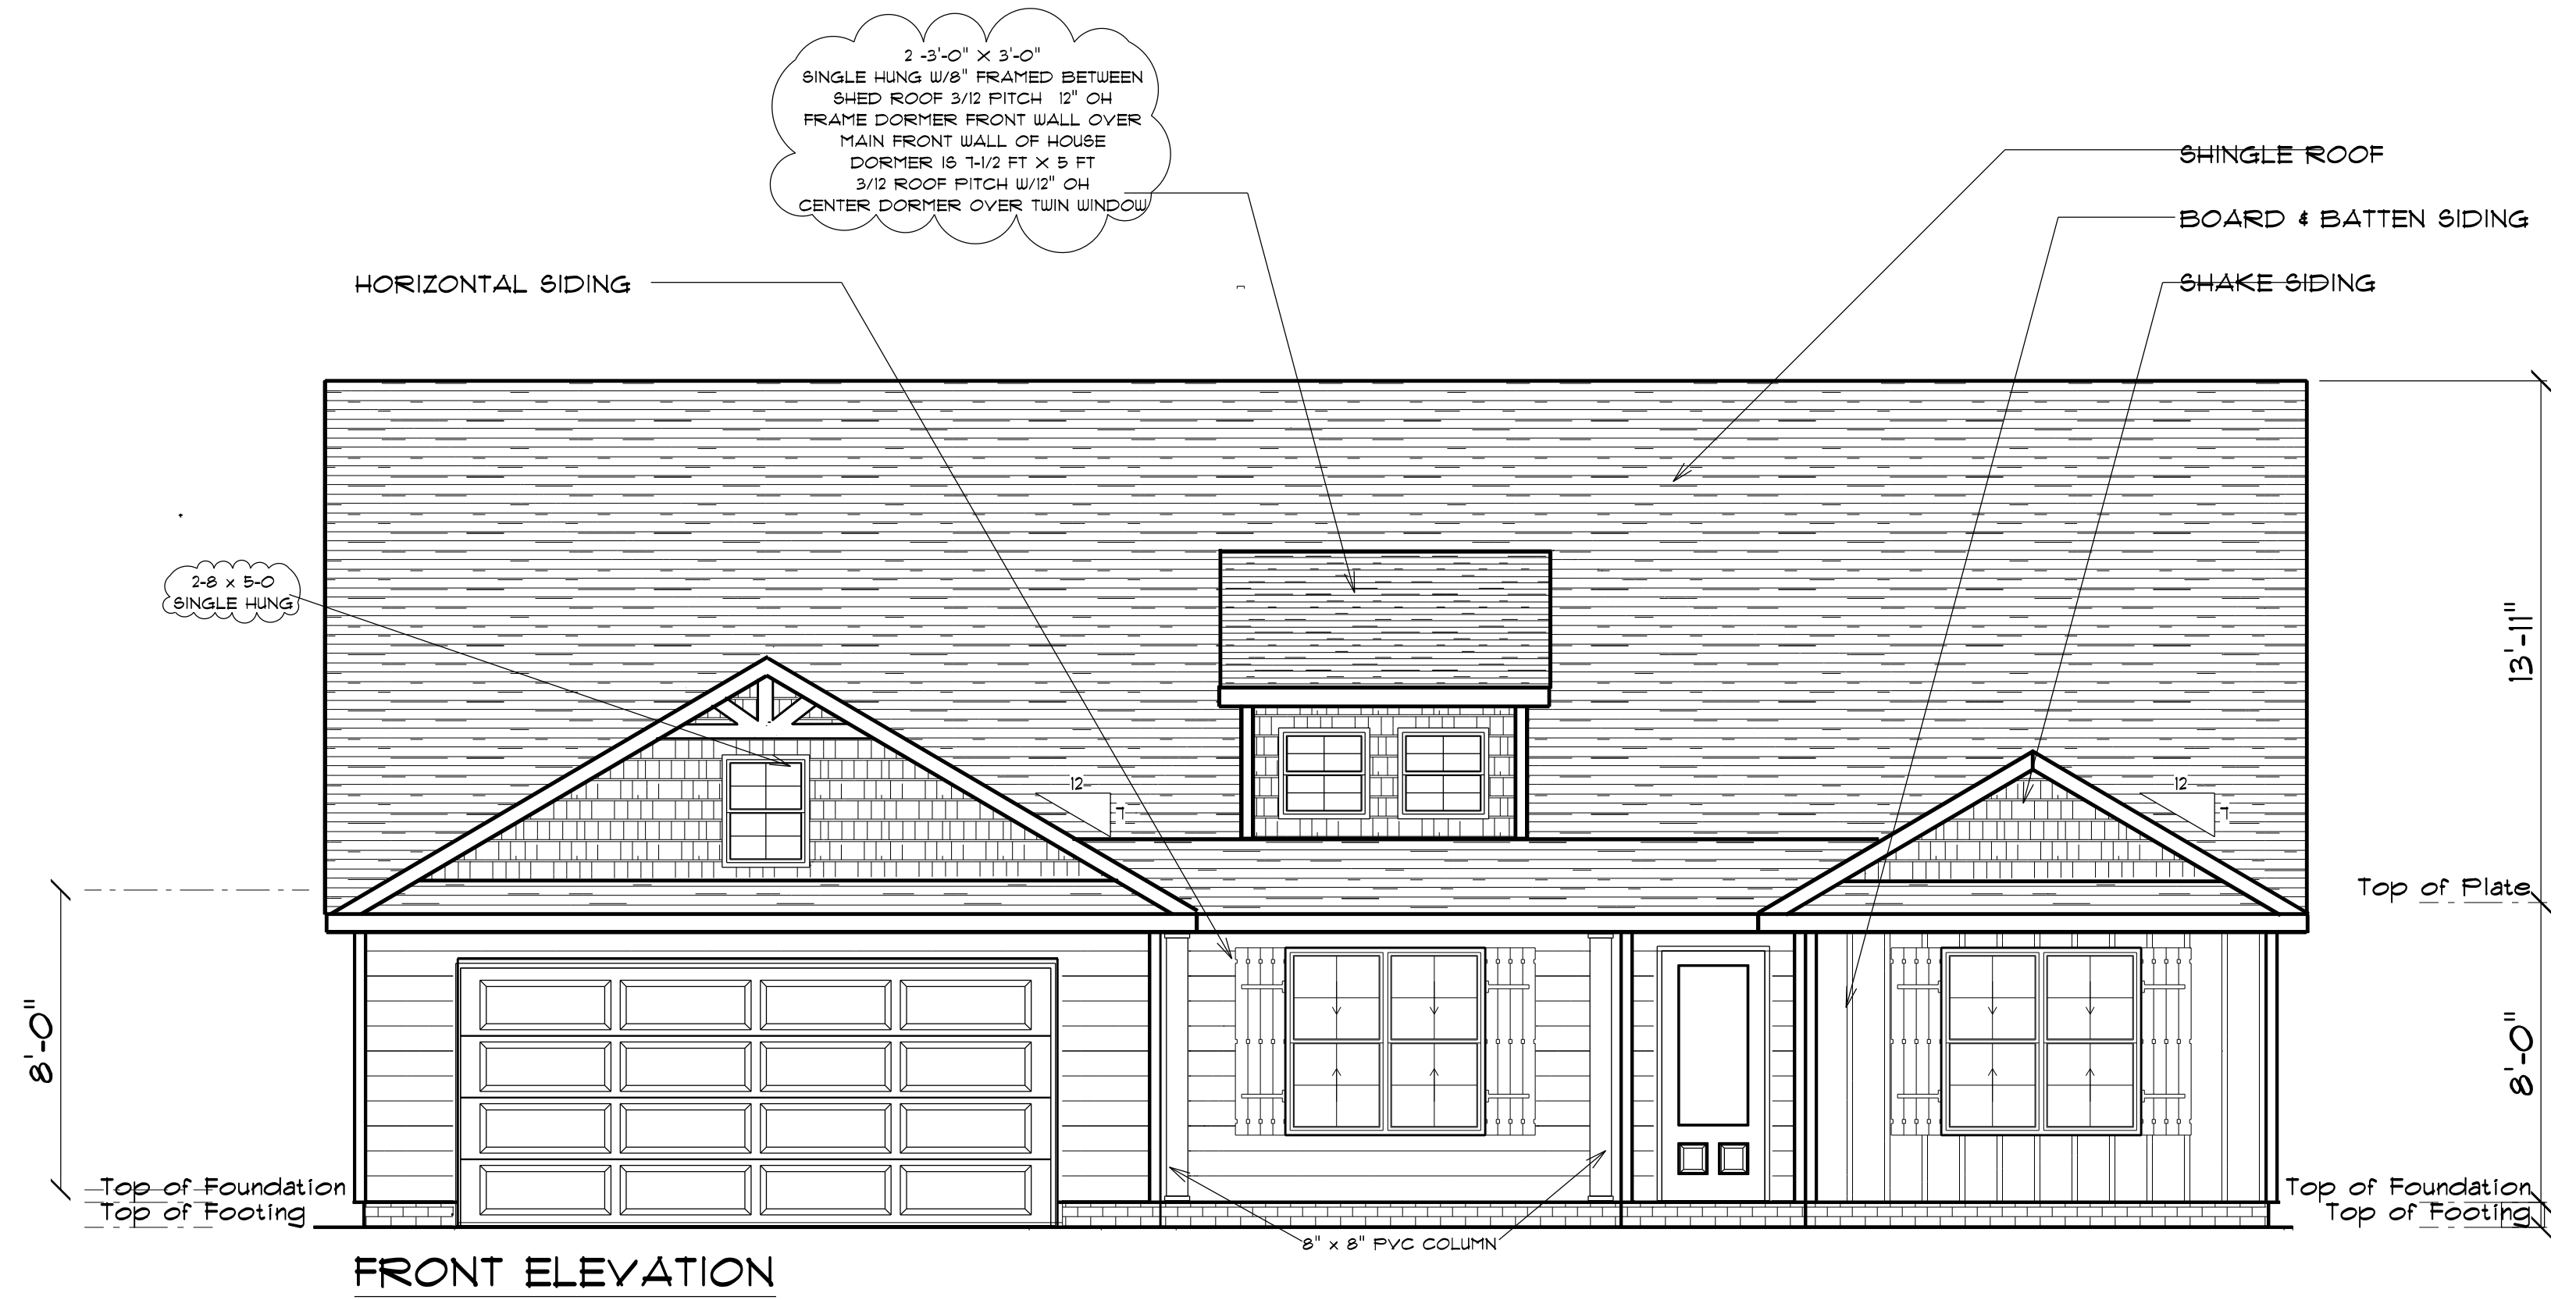 2 -3'-0" X 3'-0"
SINGLE HUNG W/8" FRAMED BETWEEN
SHED ROOF 3/12 PITCH 12" OH
FRAME DORMER FRONT WALL OVER
MAIN FRONT WALL OF HOUSE
DORMER IS 7-1/2 FT X 5 FT
3/12 ROOF PITCH W/12" OH
CENTER DORMER OVER TWIN WINDOW
SHINGLE ROOF
BOARD & BATTEN SIDING
HORIZONTAL SIDING
SHAKE SIDING
2-8 x 5-0
SINGLE HUNG
13'-11"
12
7
12
7
Top of Plate
8'-0"
8'-0"
Top of Foundation
Top of Footing
Top of Foundation
Top of Footing
8" x 8" PVC COLUMN
FRONT ELEVATION